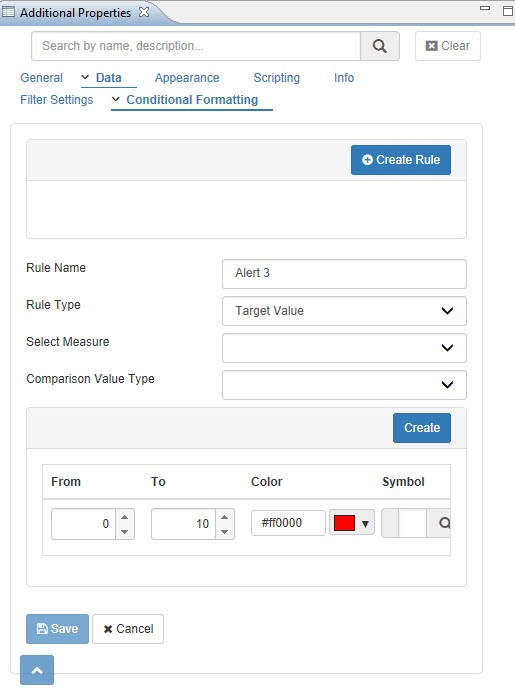 Additional Properties
Search by name, description...
Clear
General Data Appearance Scripting Info
Filter Settings Conditional Formatting
Create Rule
Rule Name Alert 3
Rule Type Target Value
Select Measure
Comparison Value Type
Create
From To Color Symbol
0 10 #ff0000
Save Cancel